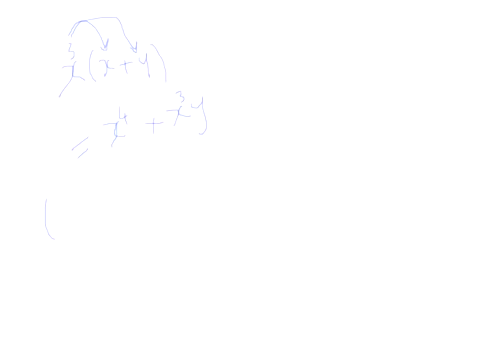 x³(x+y)
= x⁴ + x³y
(